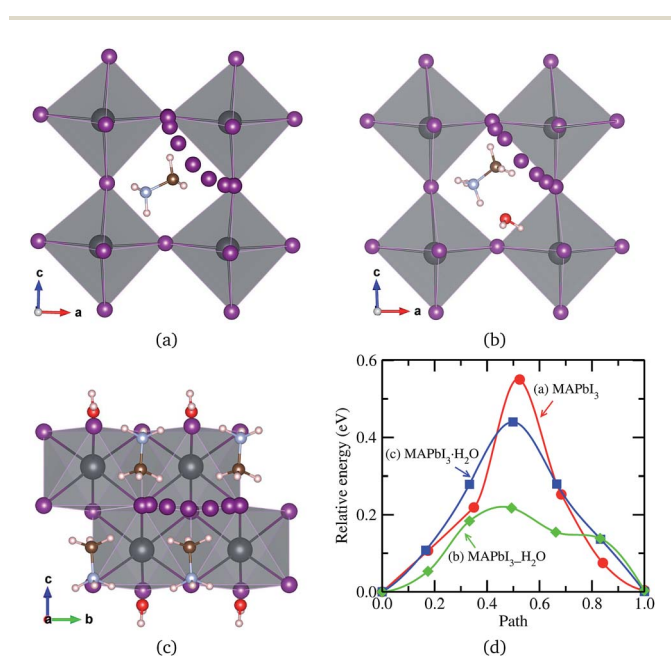 c
a
(a)
c
a
(b)
c
a
b
(c)
0.6
0.4
0.2
0.0
Relative energy (eV)
(a) MAPbI₃
(c) MAPbI₃·H₂O
(b) MAPbI₃_H₂O
0.0 0.2 0.4 0.6 0.8 1.0
Path
(d)